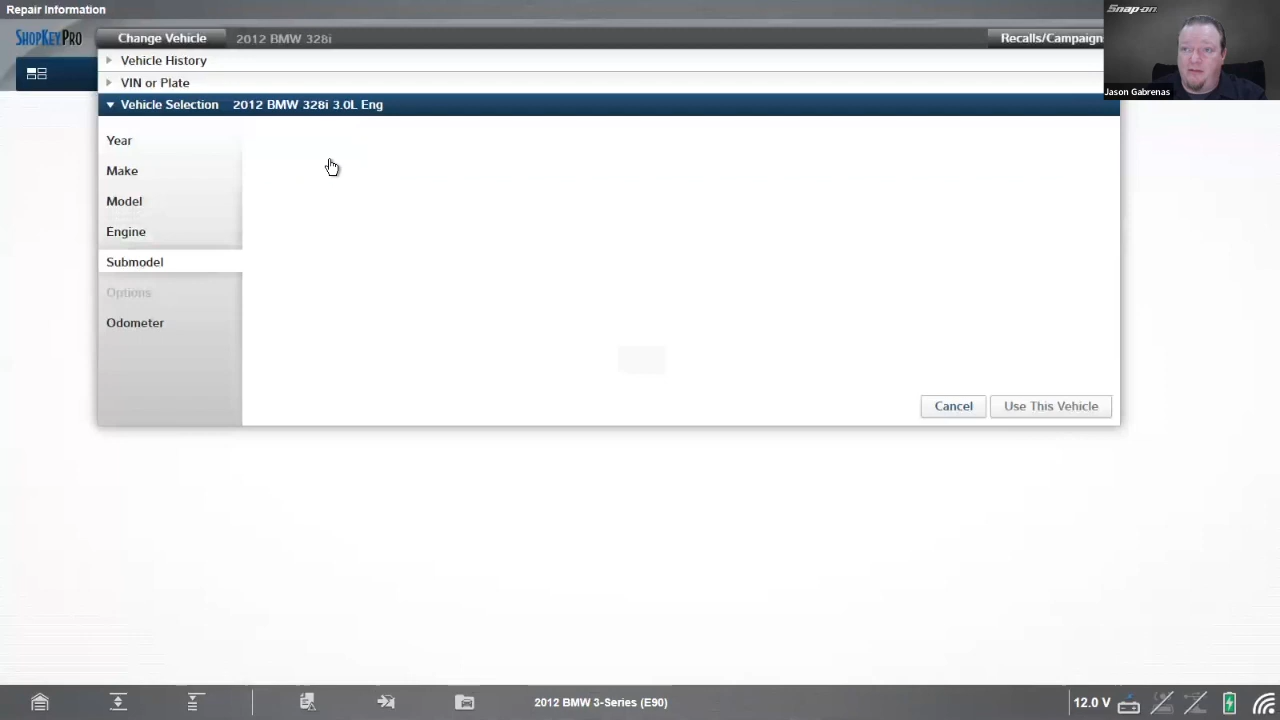 Repair Information
ShopKeyPro
Change Vehicle
2012 BMW 328i
Recalls/Campaign
Snap-on
Jason Gabrenas
Vehicle History
VIN or Plate
Vehicle Selection 2012 BMW 328i 3.0L Eng
Year
Make
Model
Engine
Submodel
Options
Odometer
Cancel
Use This Vehicle
2012 BMW 3-Series (E90)
12.0 V